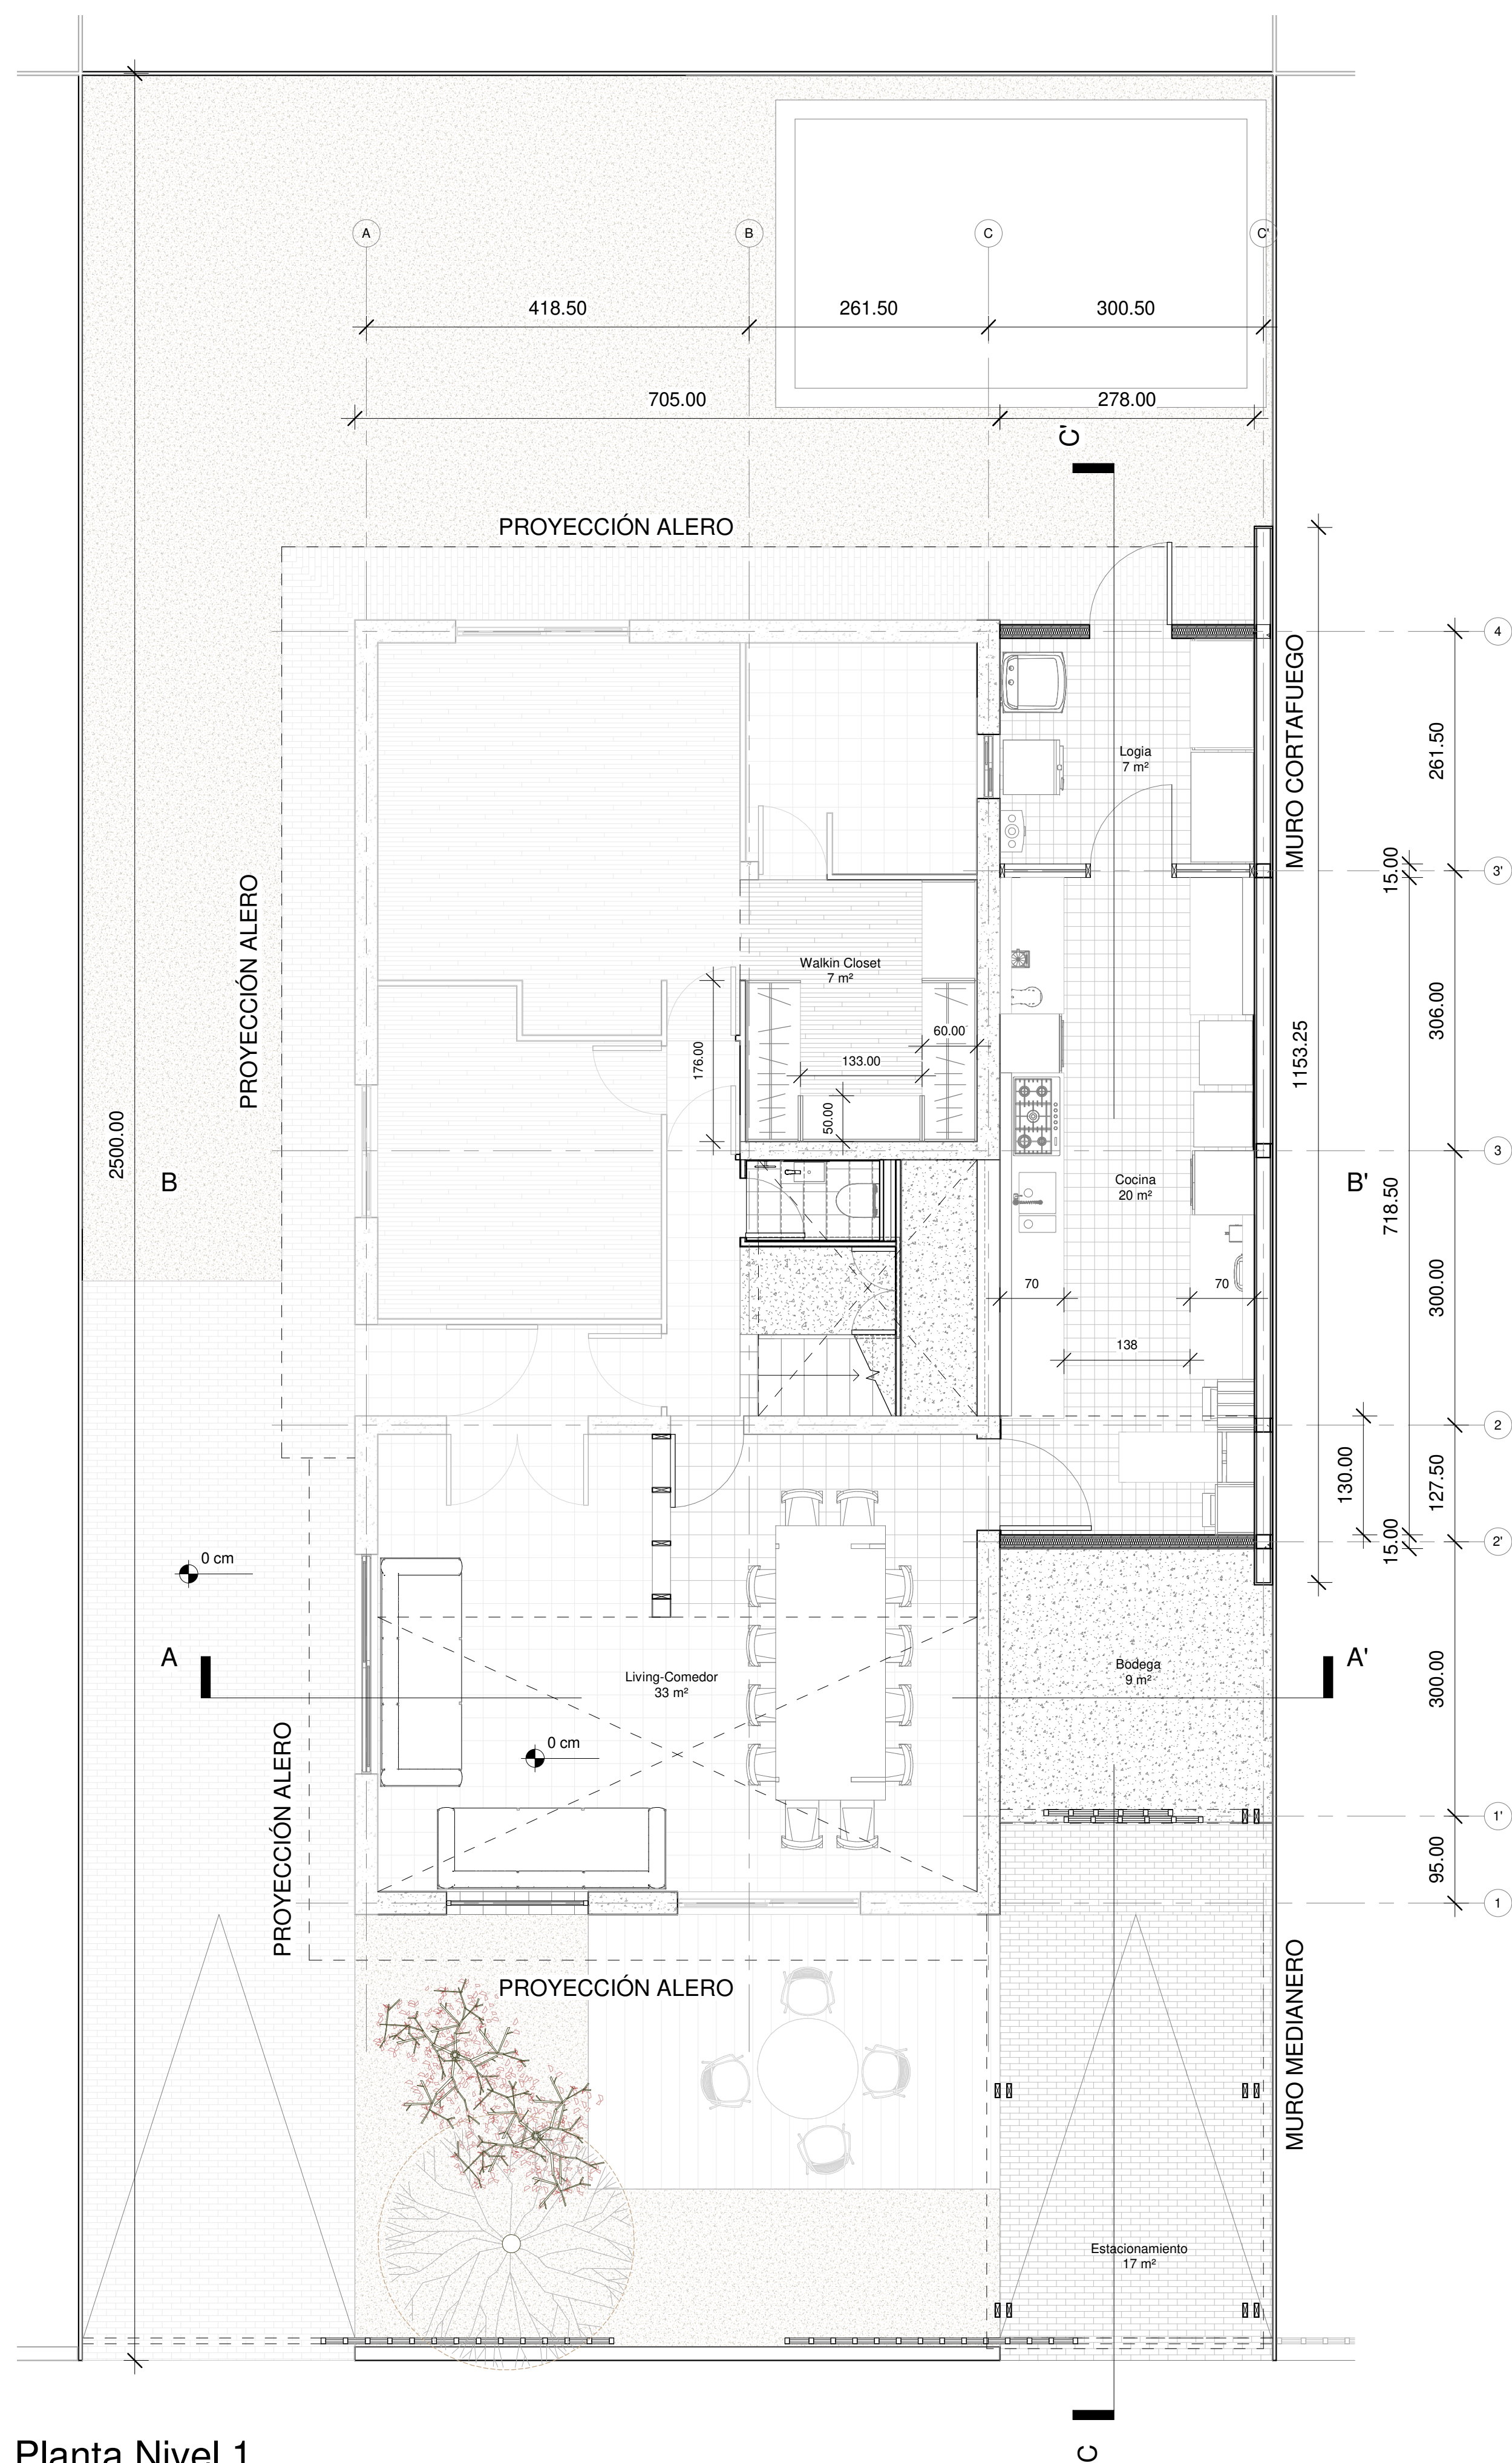 A
B
C
C'
418.50
261.50
300.50
705.00
278.00
C'
PROYECCIÓN ALERO
4
MURO CORTAFUEGO
261.50
Logia
7 m²
15.00
3'
PROYECCIÓN ALERO
Walkin Closet
7 m²
306.00
60.00
133.00
176.00
50.00
1153.25
2500.00
3
B
Cocina
20 m²
B'
718.50
70
70
300.00
138
2
130.00
127.50
15.00
2'
0 cm
A
Living-Comedor
33 m²
Bodega
9 m²
A'
300.00
0 cm
PROYECCIÓN ALERO
1'
95.00
1
PROYECCIÓN ALERO
MURO MEDIANERO
Estacionamiento
17 m²
Planta Nivel 1
C